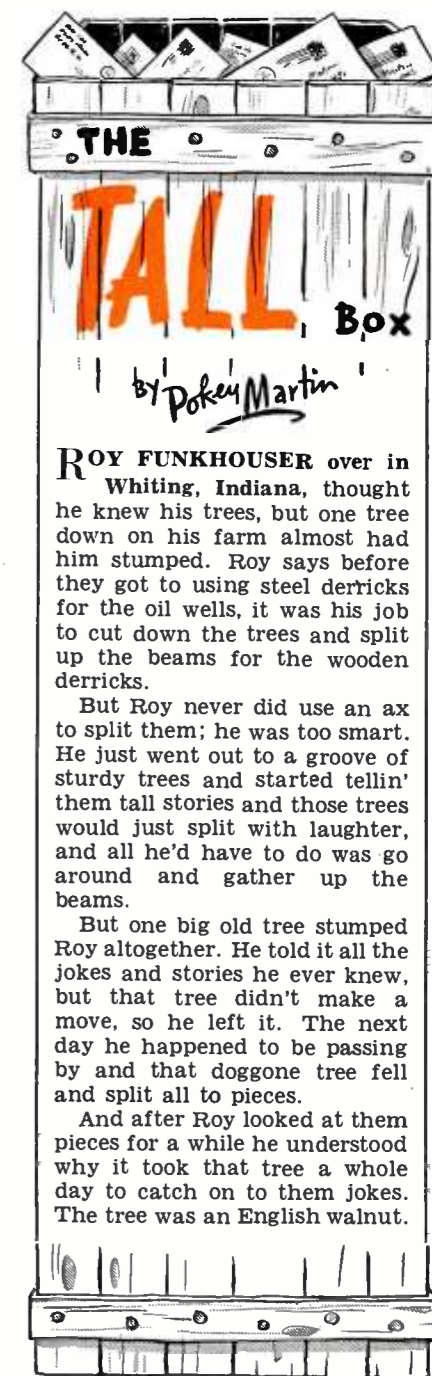 THE
TALL
Box
by Pokey Martin
ROY FUNKHOUSER over in
Whiting, Indiana, thought
he knew his trees, but one tree
down on his farm almost had
him stumped. Roy says before
they got to using steel derricks
for the oil wells, it was his job
to cut down the trees and split
up the beams for the wooden
derricks.
But Roy never did use an ax
to split them; he was too smart.
He just went out to a groove of
sturdy trees and started tellin'
them tall stories and those trees
would just split with laughter,
and all he'd have to do was go
around and gather up the
beams.
But one big old tree stumped
Roy altogether. He told it all the
jokes and stories he ever knew,
but that tree didn't make a
move, so he left it. The next
day he happened to be passing
by and that doggone tree fell
and split all to pieces.
And after Roy looked at them
pieces for a while he understood
why it took that tree a whole
day to catch on to them jokes.
The tree was an English walnut.